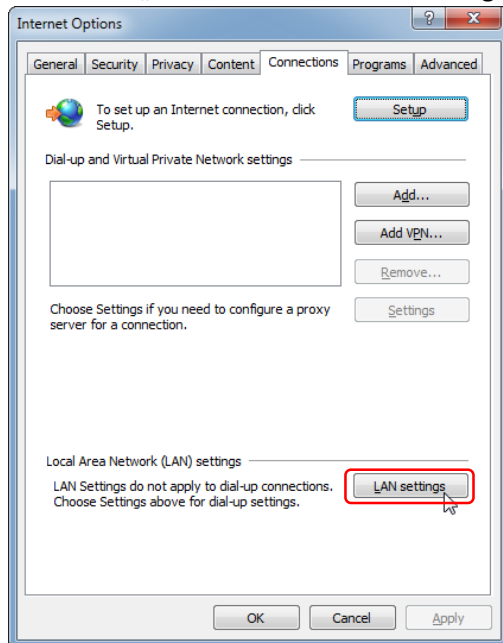 Internet Options
General Security Privacy Content Connections Programs Advanced
To set up an Internet connection, click
Setup.
Setup
Dial-up and Virtual Private Network settings
Add...
Add VPN...
Remove...
Choose Settings if you need to configure a proxy
server for a connection.
Settings
Local Area Network (LAN) settings
LAN Settings do not apply to dial-up connections.
Choose Settings above for dial-up settings.
LAN settings
OK Cancel Apply